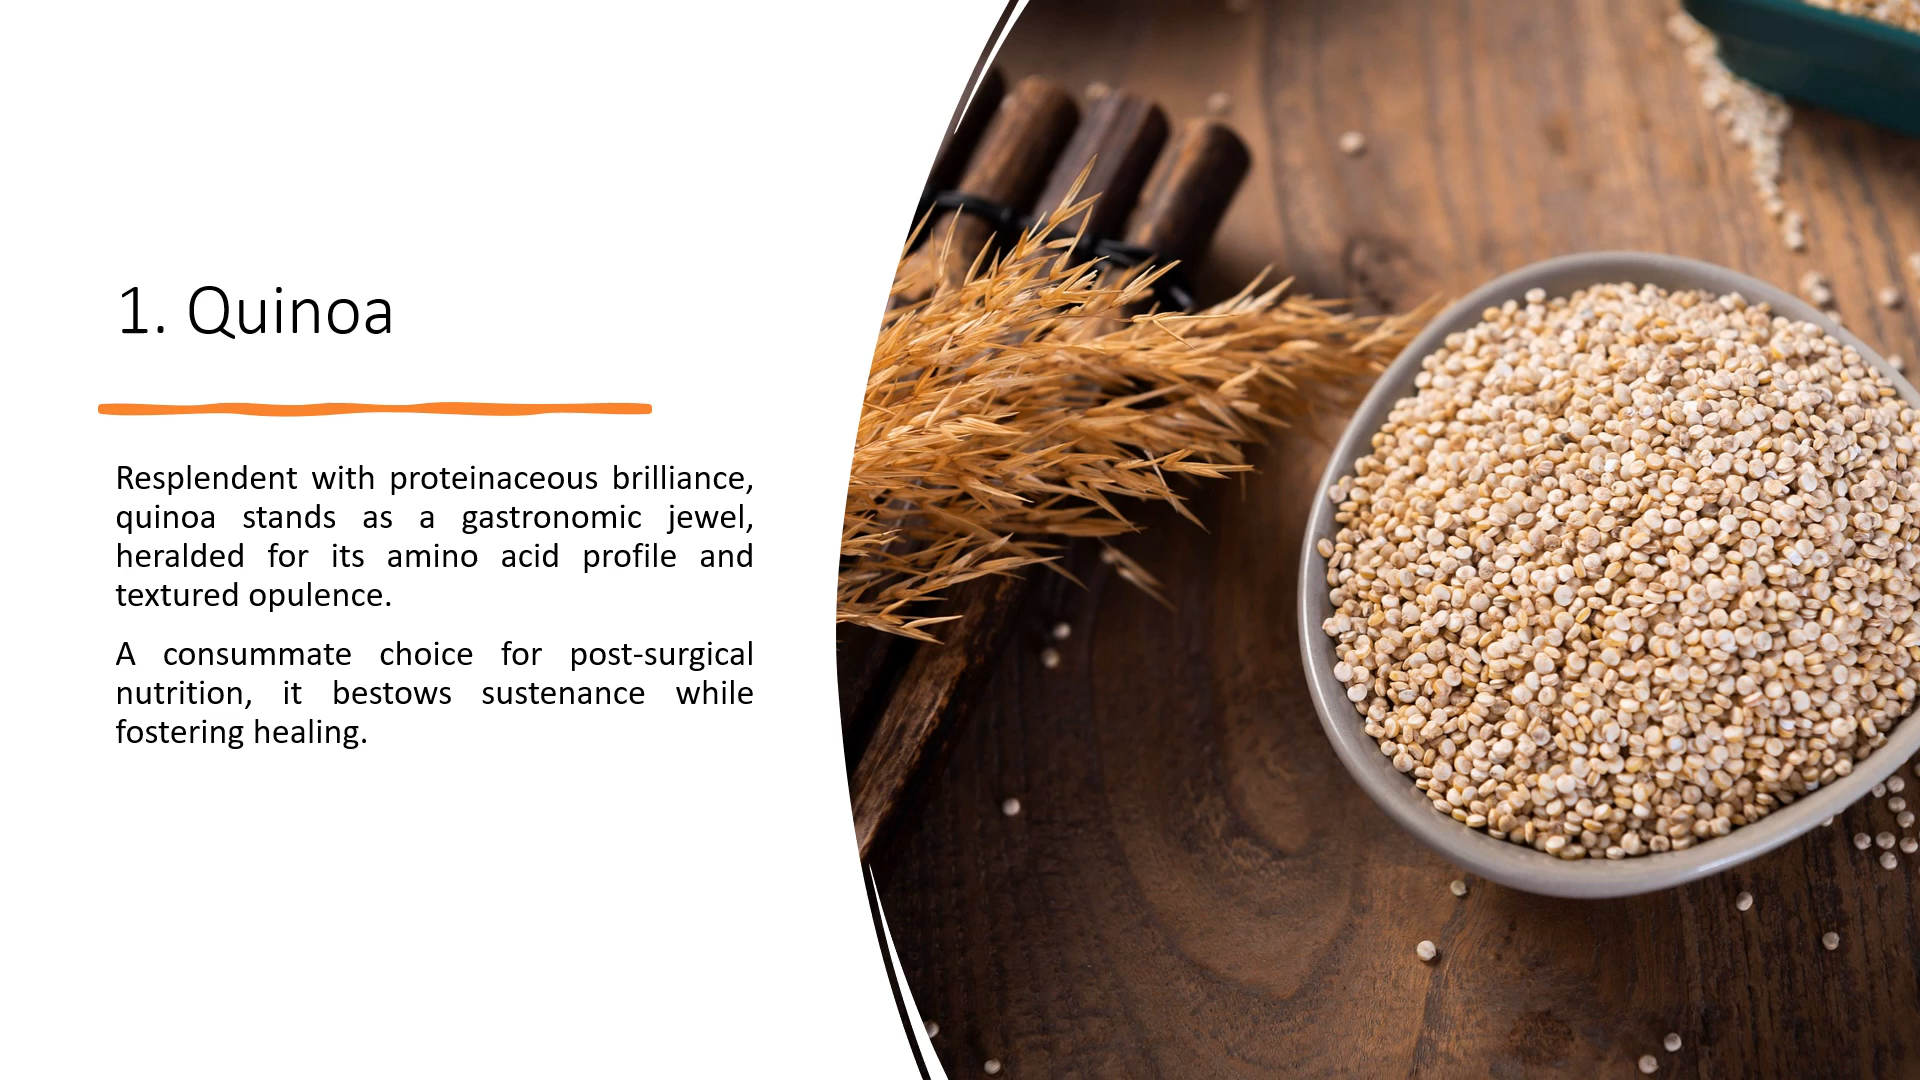 1. Quinoa
Resplendent with proteinaceous brilliance,
quinoa stands as a gastronomic jewel,
heralded for its amino acid profile and
textured opulence.
A consummate choice for post-surgical
nutrition, it bestows sustenance while
fostering healing.